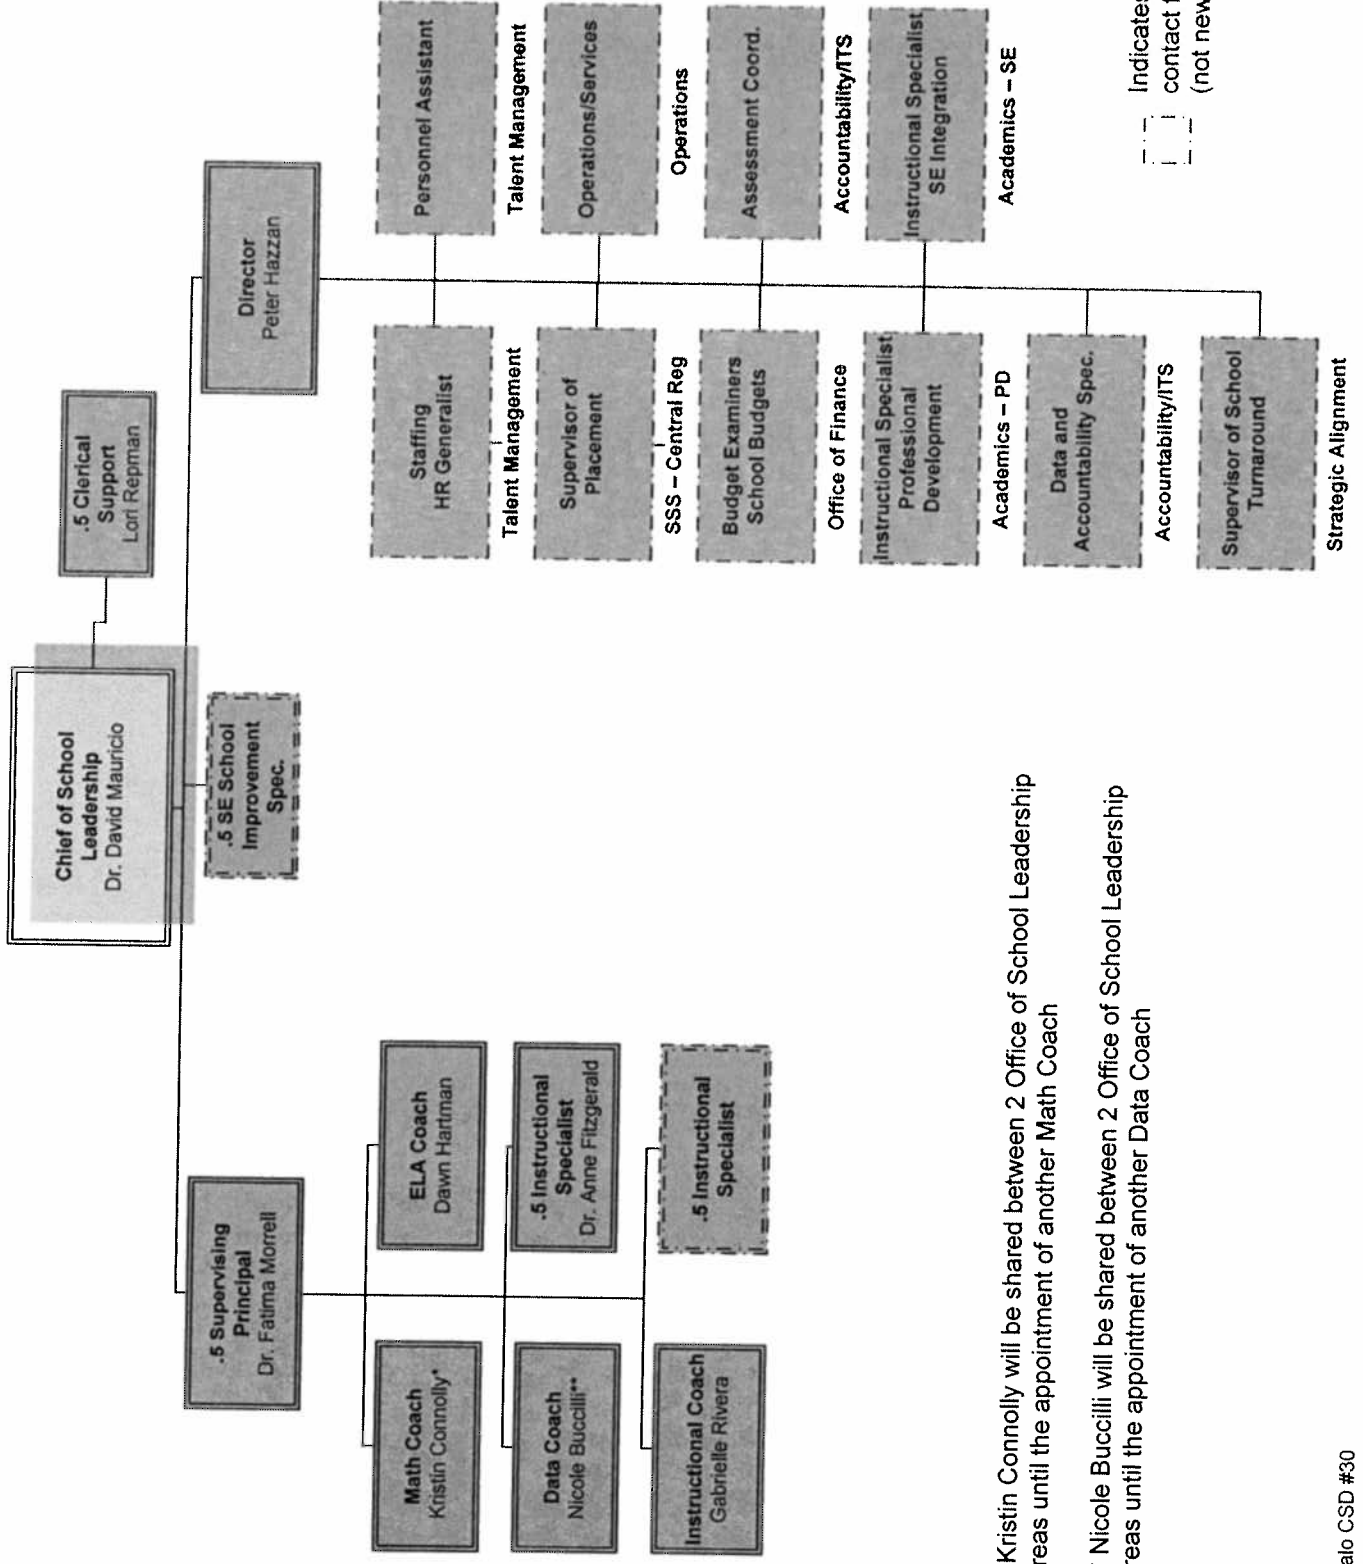 Chief of School
Leadership
Dr. David Mauricio
.5 Clerical
Support
Lori Repman
.5 SE School
Improvement
Spec.
.5 Supervising
Principal
Dr. Fatima Morrell
Math Coach
Kristin Connolly*
ELA Coach
Dawn Hartman
Data Coach
Nicole Buccilli**
.5 Instructional
Specialist
Dr. Anne Fitzgerald
Instructional Coach
Gabrielle Rivera
.5 Instructional
Specialist
Director
Peter Hazzan
Staffing
HR Generalist
Talent Management
Personnel Assistant
Talent Management
Supervisor of
Placement
SSS – Central Reg
Operations/Services
Operations
Budget Examiners
School Budgets
Office of Finance
Assessment Coord.
Accountability/ITS
Instructional Specialist
Professional
Development
Academics – PD
Instructional Specialist
SE Integration
Academics – SE
Data and
Accountability Spec.
Accountability/ITS
Supervisor of School
Turnaround
Strategic Alignment
Kristin Connolly will be shared between 2 Office of School Leadership
reas until the appointment of another Math Coach
Nicole Buccilli will be shared between 2 Office of School Leadership
reas until the appointment of another Data Coach
Indicates
contact
(not new
alo CSD #30